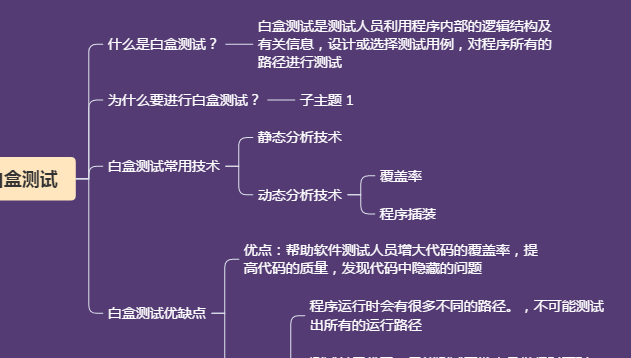 白盒测试是测试人员利用程序内部的逻辑结构及
什么是白盒测试？
有关信息，设计或选择测试用例，对程序所有的
路径进行测试
为什么要进行白盒测试？
子主题 1
静态分析技术
白盒测试常用技术
盒测试
覆盖率
动态分析技术
程序插装
优点：帮助软件测试人员增大代码的覆盖率，提
高代码的质量，发现代码中隐藏的问题
白盒测试优缺点
程序运行时会有很多不同的路径。，不可能测试
出所有的运行路径